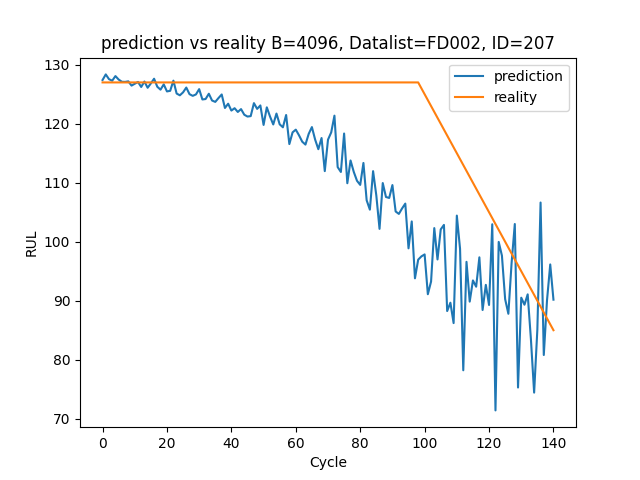 prediction vs reality B=4096, Datalist=FD002, ID=207
prediction
reality
RUL
130
120
110
100
90
80
70
0 20 40 60 80 100 120 140
Cycle